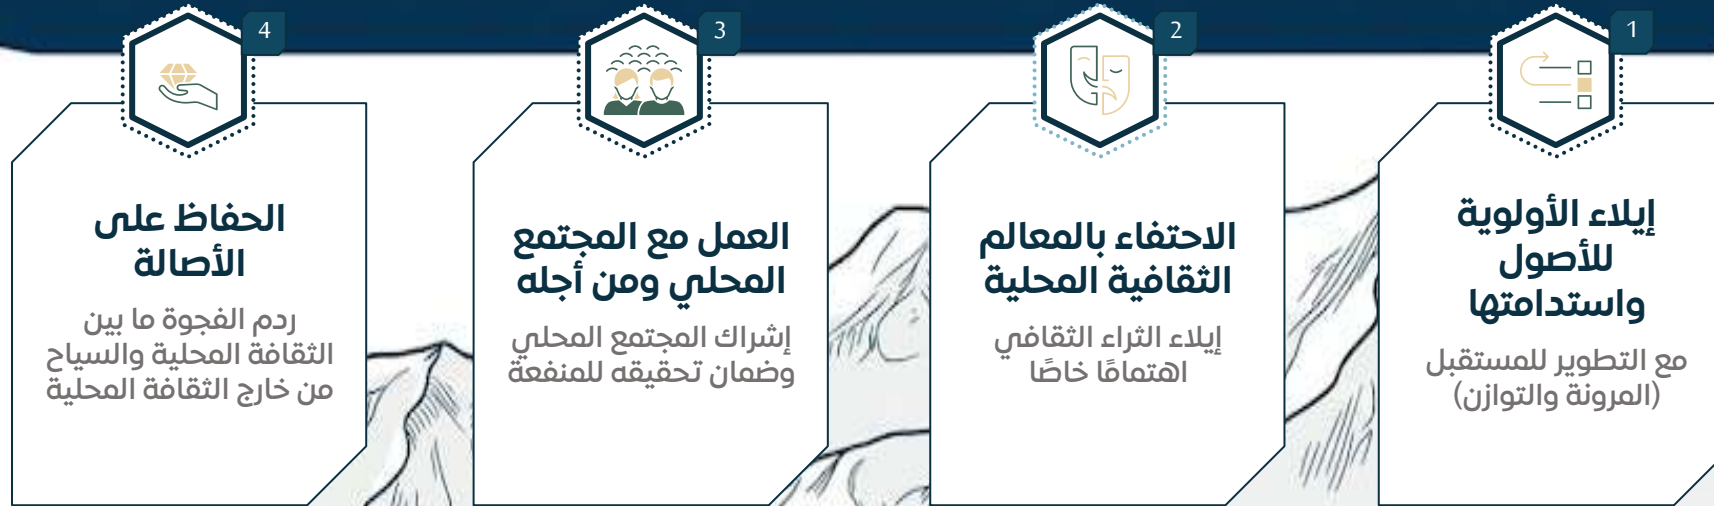 1
إيلاء الأولوية
للأصول
واستدامتها
مع التطوير للمستقبل
(المرونة والتوازن)
2
الاحتفاء بالمعالم
الثقافية المحلية
إيلاء الثراء الثقافي
اهتمامًا خاصًا
3
العمل مع المجتمع
المحلي ومن أجله
إشراك المجتمع المحلي
وضمان تحقيقه للمنفعة
4
الحفاظ على
الأصالة
ردم الفجوة ما بين
الثقافة المحلية والسياح
من خارج الثقافة المحلية